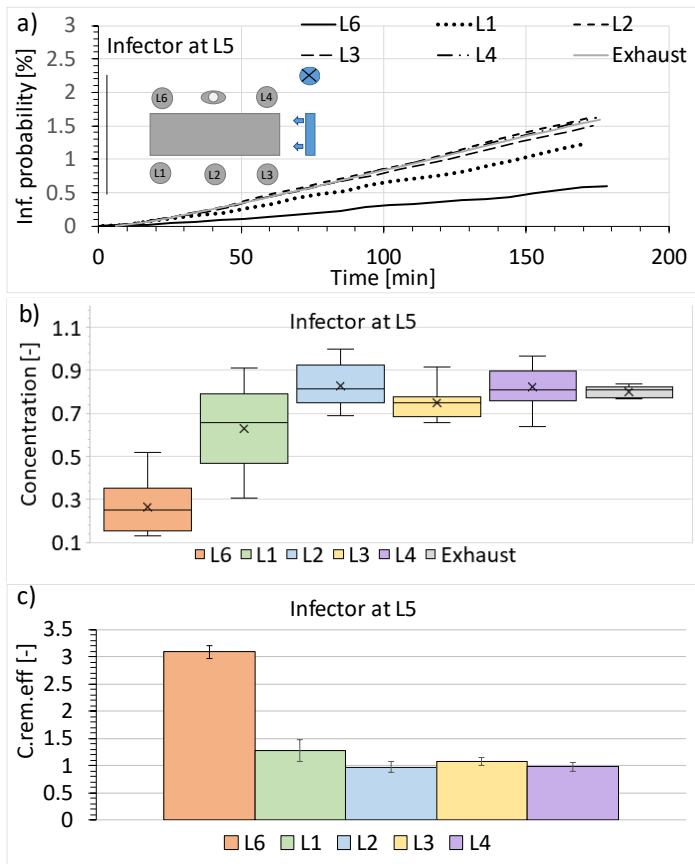 a)
Inf. probability [%]
3
2.5
2
1.5
1
0.5
0
Infector at L5
L6 L1 L2
L3 L4 Exhaust
L6 L4
L1 L2 L3
0 50 100 150 200
Time [min]
b)
Infector at L5
Concentration [-]
1.1
0.9
0.7
0.5
0.3
0.1
L6 L1 L2 L3 L4 Exhaust
c)
Infector at L5
C.rem.eff [-]
3.5
3
2.5
2
1.5
1
0.5
0
L6 L1 L2 L3 L4